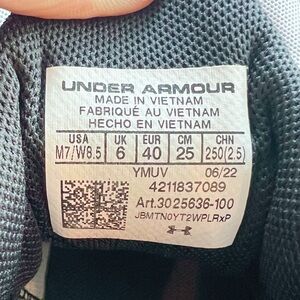 UNDER ARMOUR
MADE IN VIETNAM
FABRIQUÉ AU VIETNAM
HECHO EN VIETNAM
USA UK EUR CM CHN
M7/W8.5 6 40 25 250(2.5)
YMUV 06/22
4211837089
Art.3025636-100
JBMTN0YT2WPLRxP